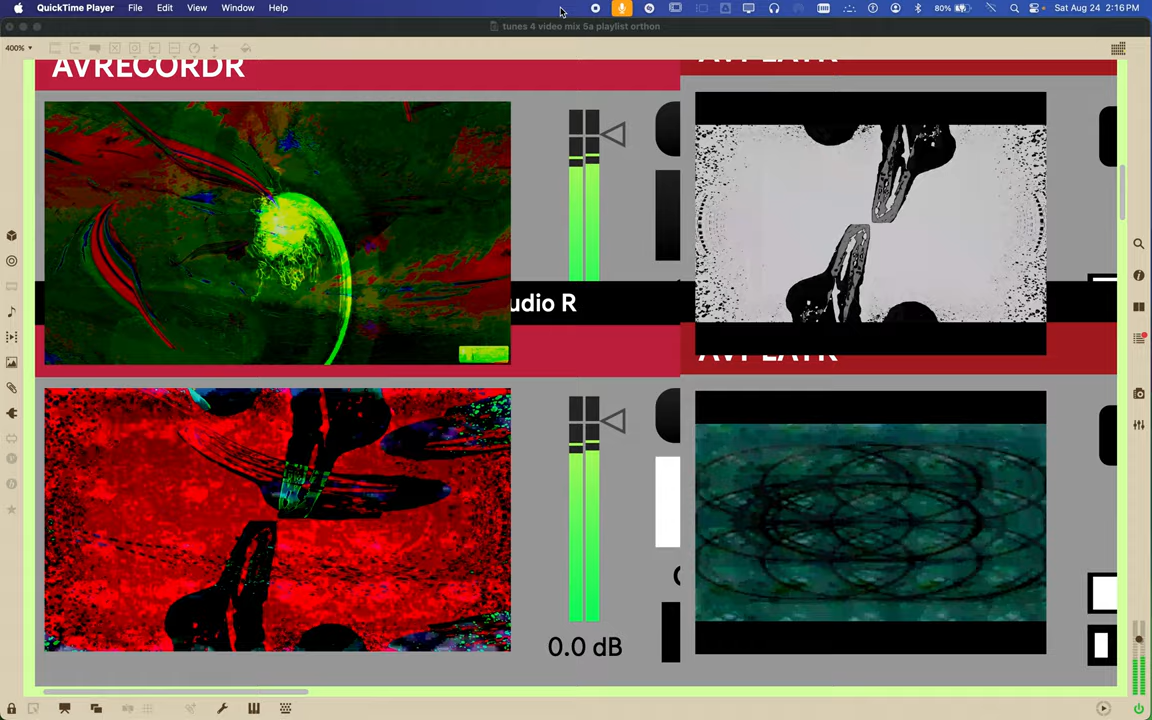 QuickTime Player File Edit View Window Help 80% Sat Aug 24 2:16 PM
tunes 4 video mix 5a playlist orthon
400%
AVRECORDR
udio R
0.0 dB